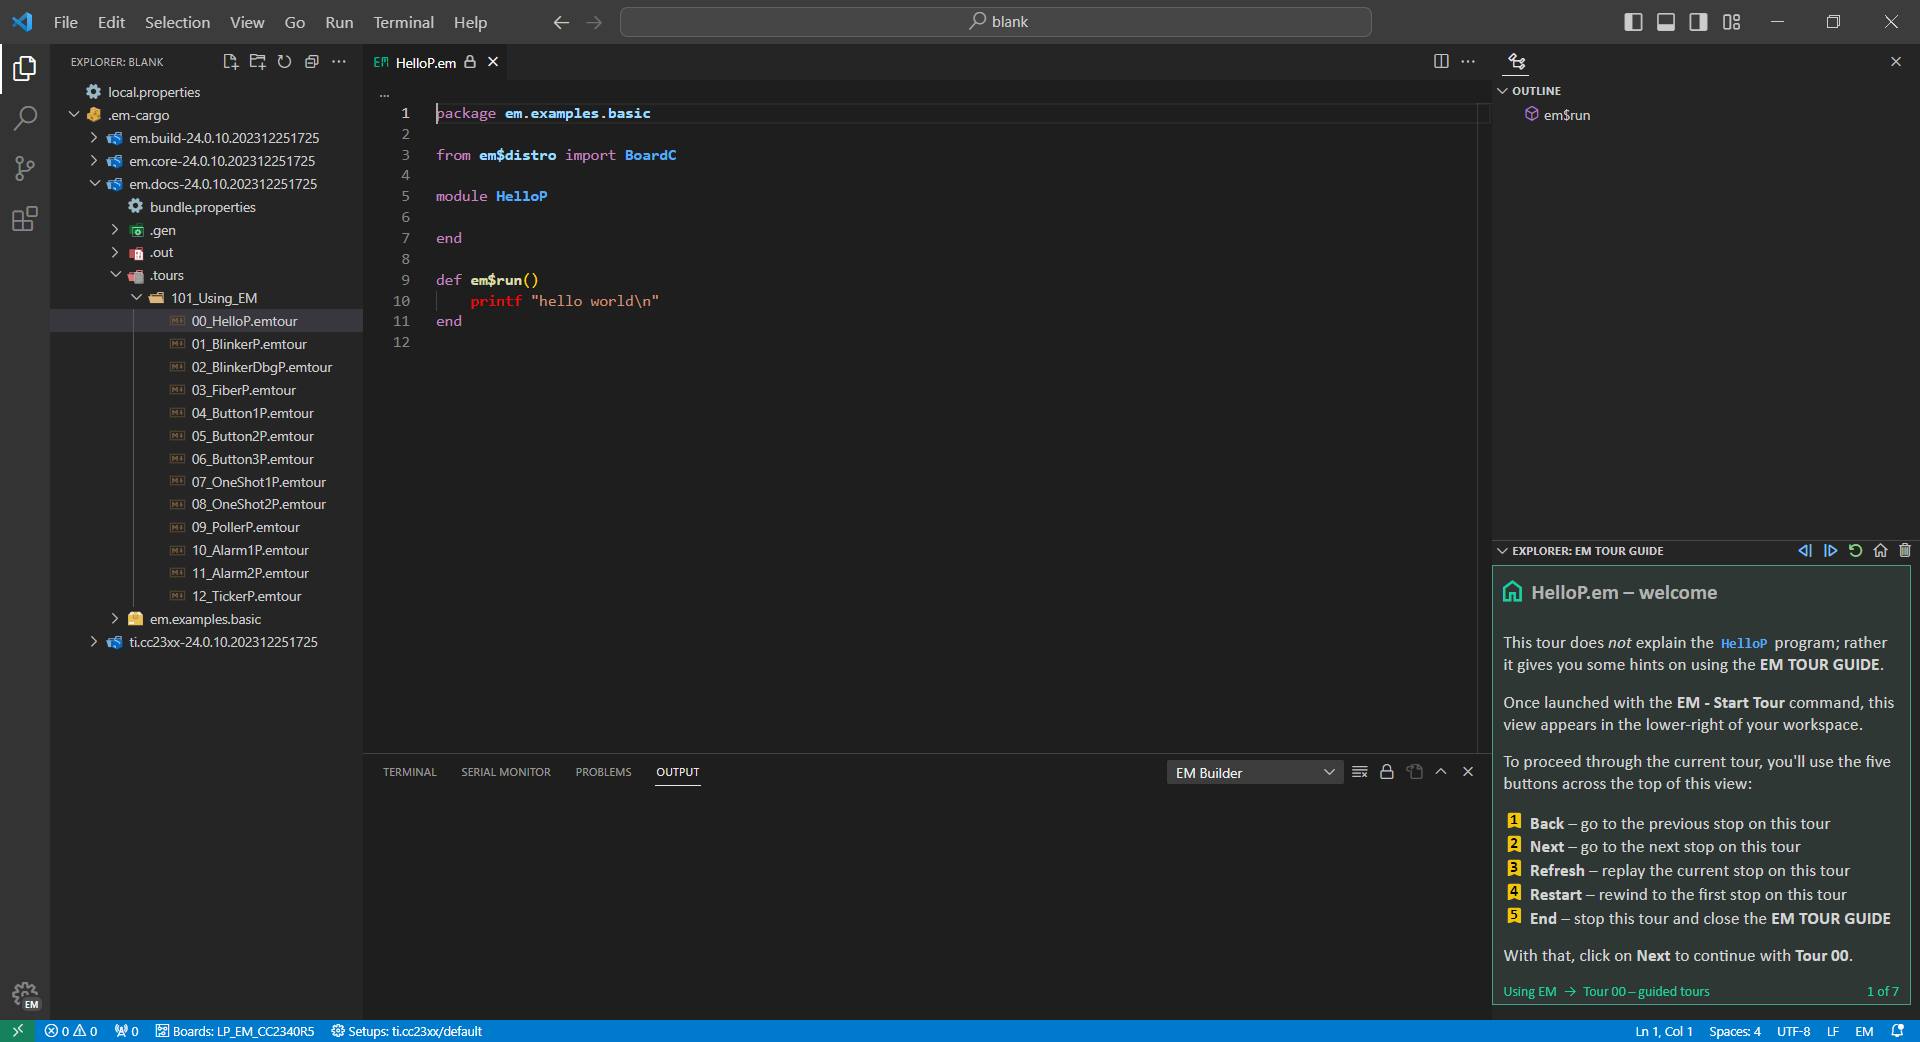 File Edit Selection View Go Run Terminal Help
blank
EXPLORER: BLANK
local.properties
.em-cargo
em.build-24.0.10.202312251725
em.core-24.0.10.202312251725
em.docs-24.0.10.202312251725
bundle.properties
.gen
.out
.tours
101_Using_EM
00_HelloP.emtour
01_BlinkerP.emtour
02_BlinkerDbgP.emtour
03_FiberP.emtour
04_Button1P.emtour
05_Button2P.emtour
06_Button3P.emtour
07_OneShot1P.emtour
08_OneShot2P.emtour
09_PollerP.emtour
10_Alarm1P.emtour
11_Alarm2P.emtour
12_TickerP.emtour
em.examples.basic
ti.cc23xx-24.0.10.202312251725
EM
EM HelloP.em
...
1 package em.examples.basic
2
3 from em$distro import BoardC
4
5 module HelloP
6
7 end
8
9 def em$run()
10 printf "hello world\n"
11 end
12
TERMINAL SERIAL MONITOR PROBLEMS OUTPUT
EM Builder
OUTLINE
em$run
EXPLORER: EM TOUR GUIDE
HelloP.em – welcome
This tour does not explain the HelloP program; rather
it gives you some hints on using the EM TOUR GUIDE.
Once launched with the EM - Start Tour command, this
view appears in the lower-right of your workspace.
To proceed through the current tour, you'll use the five
buttons across the top of this view:
1 Back – go to the previous stop on this tour
2 Next – go to the next stop on this tour
3 Refresh – replay the current stop on this tour
4 Restart – rewind to the first stop on this tour
5 End – stop this tour and close the EM TOUR GUIDE
With that, click on Next to continue with Tour 00.
Using EM → Tour 00 – guided tours 1 of 7
0 0 0 Boards: LP_EM_CC2340R5 Setups: ti.cc23xx/default Ln 1, Col 1 Spaces: 4 UTF-8 LF EM